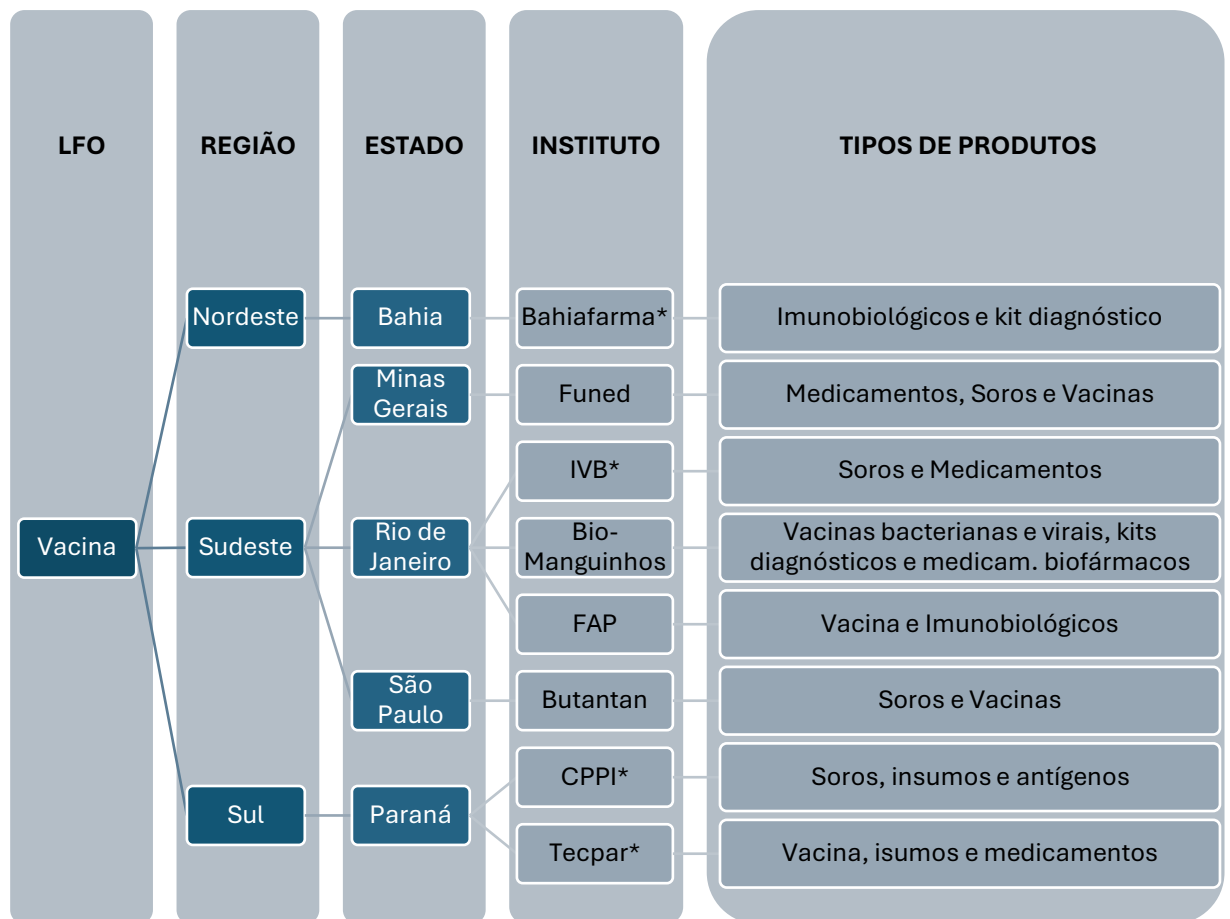 LFO
REGIÃO
ESTADO
INSTITUTO
TIPOS DE PRODUTOS
Vacina
Nordeste
Bahia
Bahiafarma*
Imunobiológicos e kit diagnóstico
Sudeste
Minas
Gerais
Funed
Medicamentos, Soros e Vacinas
Rio de
Janeiro
IVB*
Soros e Medicamentos
Bio-
Manguinhos
Vacinas bacterianas e virais, kits
diagnósticos e medicam. biofármacos
FAP
Vacina e Imunobiológicos
São
Paulo
Butantan
Soros e Vacinas
Sul
Paraná
CPPI*
Soros, insumos e antígenos
Tecpar*
Vacina, isumos e medicamentos